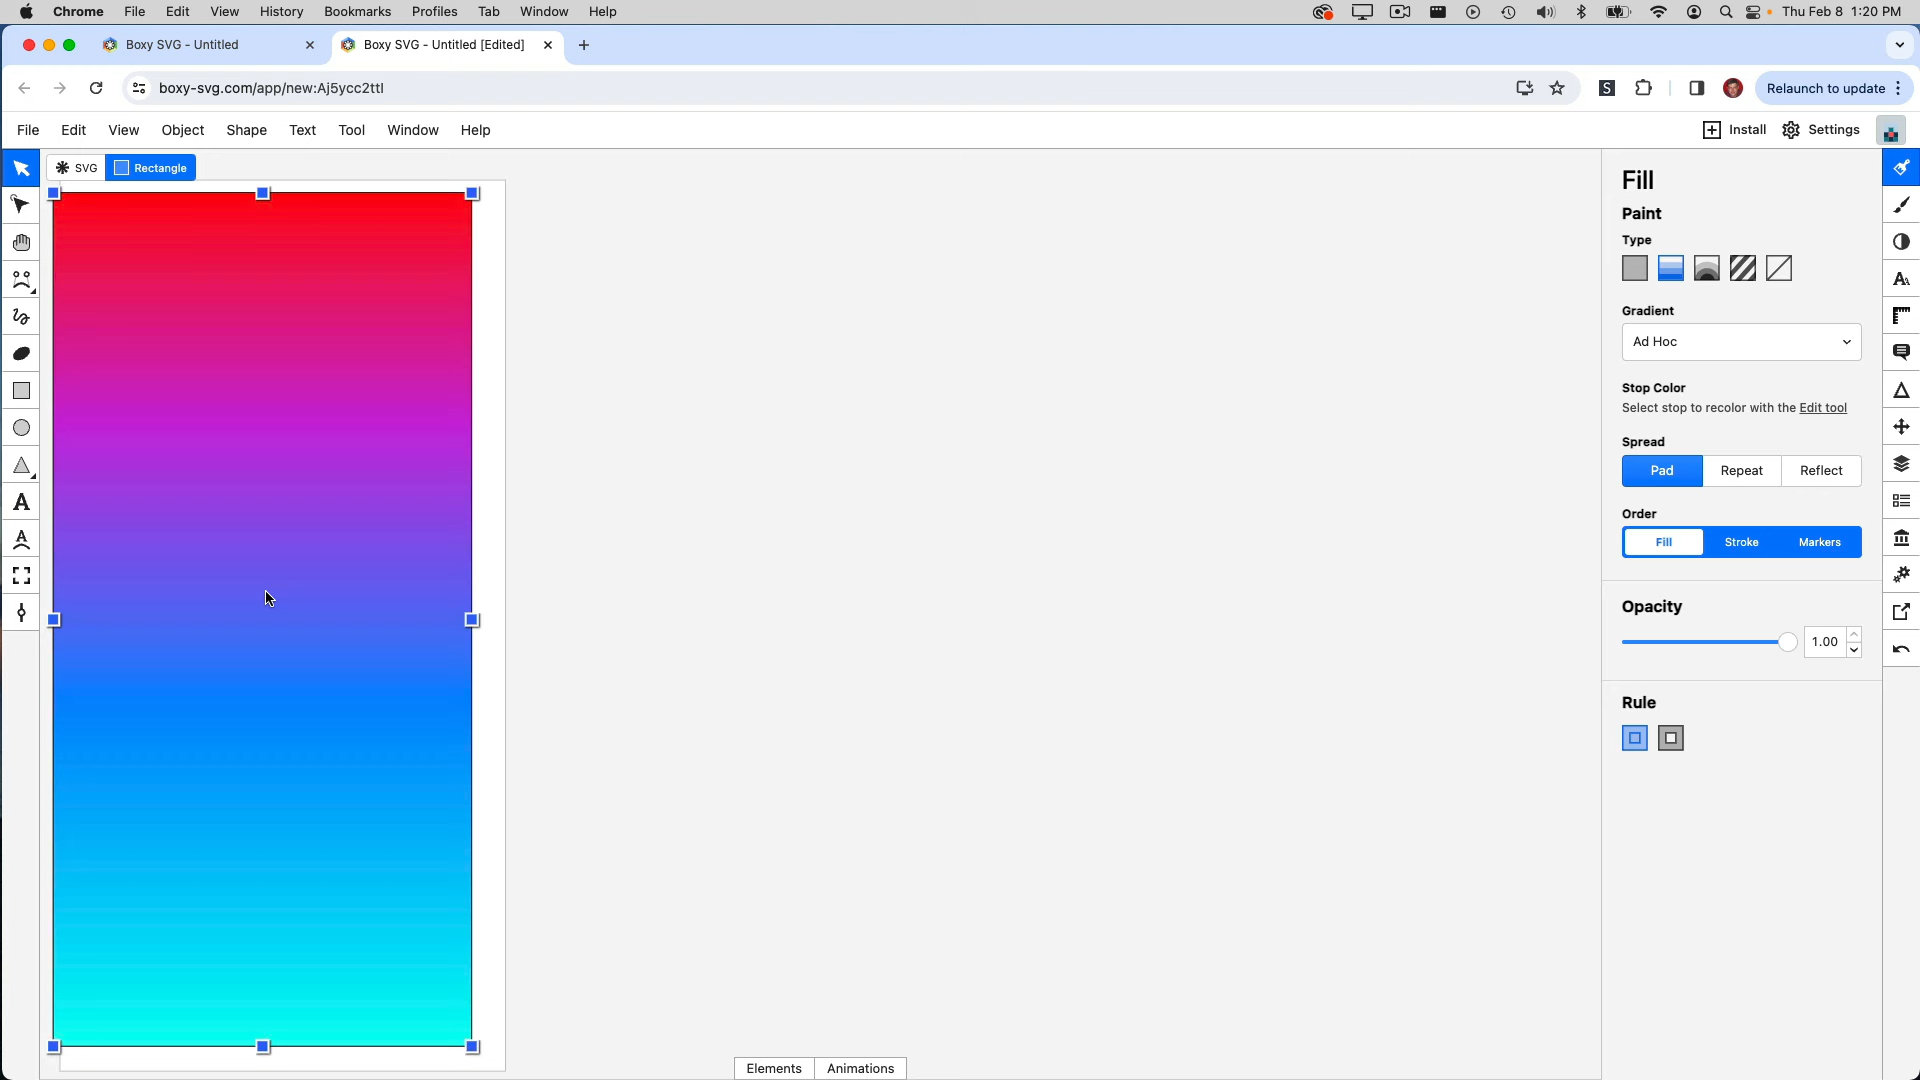 Chrome File Edit View History Bookmarks Profiles Tab Window Help Thu Feb 8 1:20 PM
Boxy SVG - Untitled Boxy SVG - Untitled [Edited]
boxy-svg.com/app/new:Aj5ycc2ttI S Relaunch to update
File Edit View Object Shape Text Tool Window Help Install Settings
SVG Rectangle
Fill
Paint
Type
Gradient
Ad Hoc
Stop Color
Select stop to recolor with the Edit tool
Spread
Pad Repeat Reflect
Order
Fill Stroke Markers
Opacity
1.00
Rule
Elements Animations